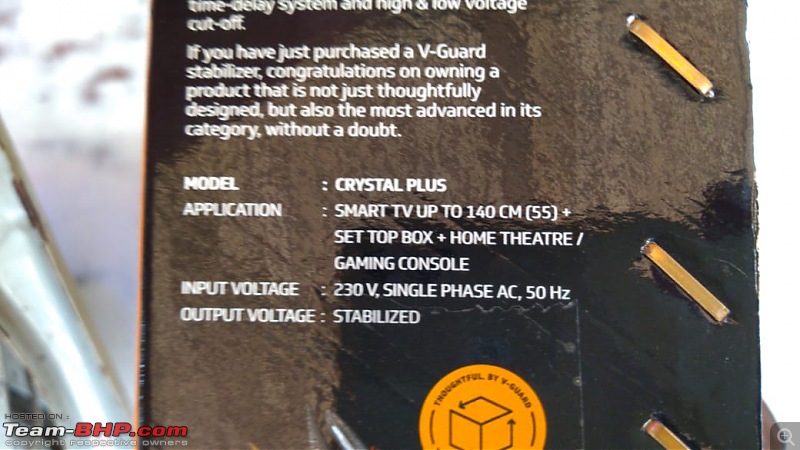 time-delay system and high & low voltage
cut-off.
If you have just purchased a V-Guard
stabilizer, congratulations on owning a
product that is not just thoughtfully
designed, but also the most advanced in its
category, without a doubt.
MODEL : CRYSTAL PLUS
APPLICATION : SMART TV UP TO 140 CM (55) +
SET TOP BOX + HOME THEATRE /
GAMING CONSOLE
INPUT VOLTAGE : 230 V, SINGLE PHASE AC, 50 Hz
OUTPUT VOLTAGE : STABILIZED
THOUGHTFUL. BY V-GUARD
HOSTED ON :
Team-BHP.com
Copyright respective owners